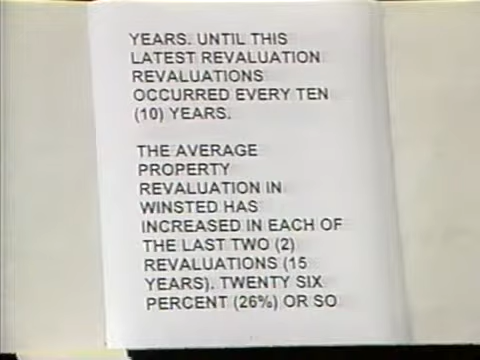 YEARS. UNTIL THIS
LATEST REVALUATION
REVALUATIONS
OCCURRED EVERY TEN
(10) YEARS.
THE AVERAGE
PROPERTY
REVALUATION IN
WINSTED HAS
INCREASED IN EACH OF
THE LAST TWO (2)
REVALUATIONS (15
YEARS). TWENTY SIX
PERCENT (26%) OR SO